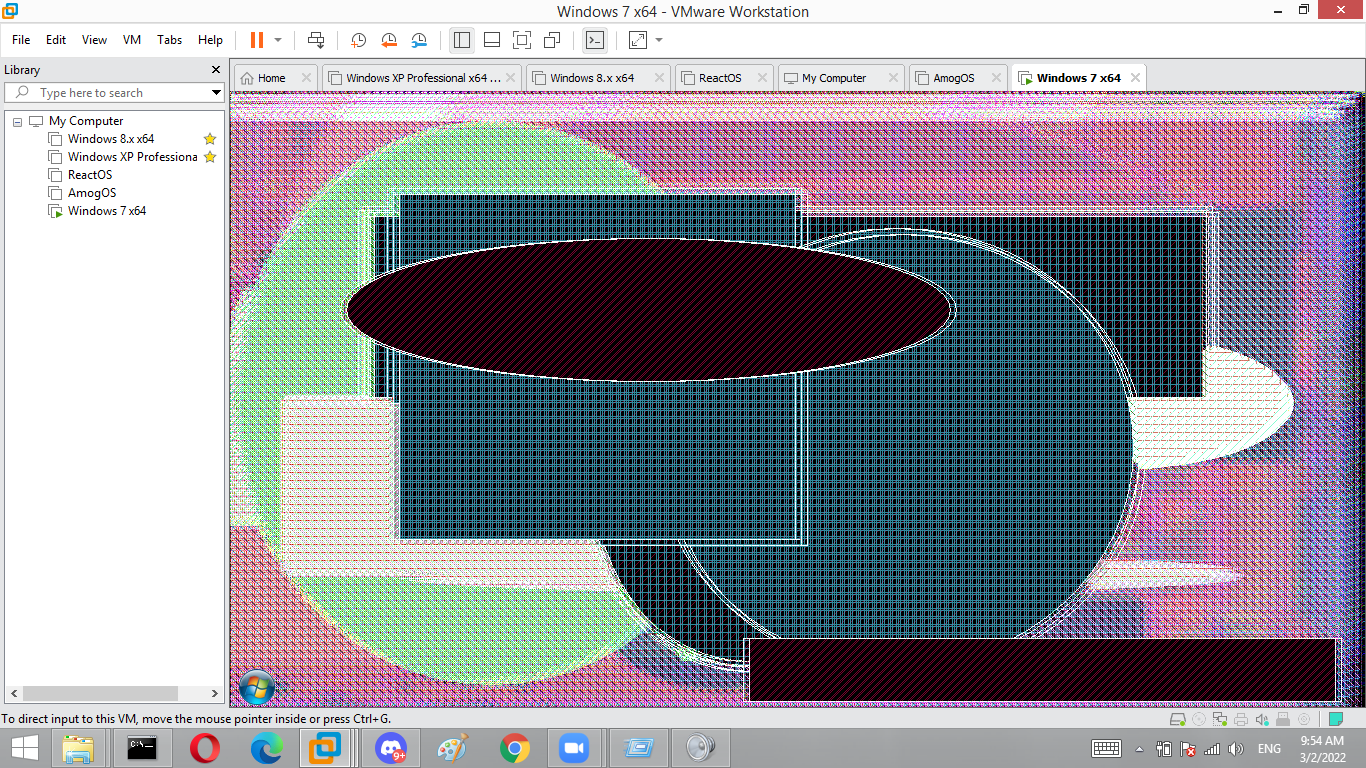 Windows 7 x64 - VMware Workstation
File Edit View VM Tabs Help
Library
Type here to search
My Computer
Windows 8.x x64
Windows XP Professiona
ReactOS
AmogOS
Windows 7 x64
Home Windows XP Professional x64 ... Windows 8.x x64 ReactOS My Computer AmogOS Windows 7 x64
To direct input to this VM, move the mouse pointer inside or press Ctrl+G.
C:\_
9+
ENG
9:54 AM
3/2/2022